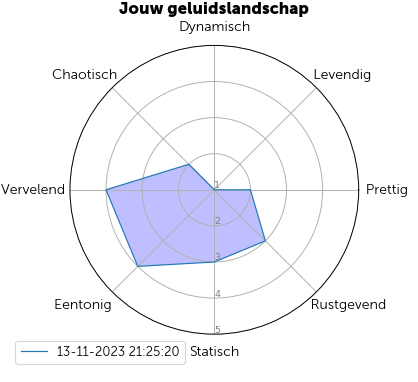 Jouw geluidslandschap
Dynamisch
Chaotisch
Levendig
Vervelend
Prettig
1
2
3
4
5
Eentonig
Rustgevend
Statisch
13-11-2023 21:25:20